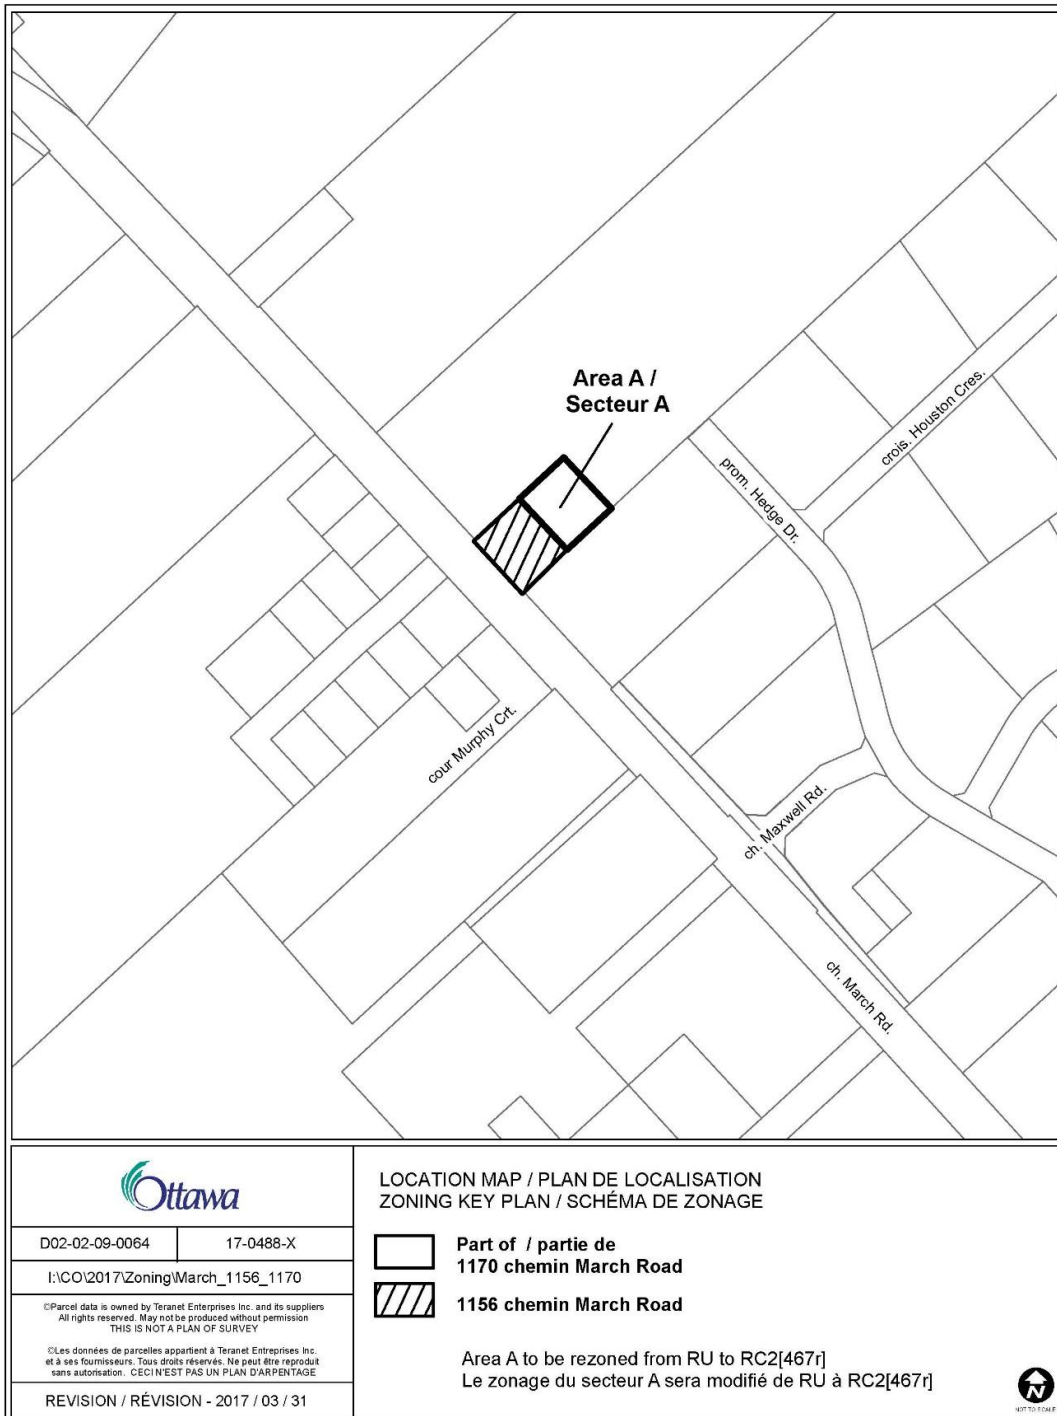 Area A /
Secteur A
crois. Houston Cres.
prom. Hedge Dr.
cour Murphy Crt.
ch. Maxwell Rd.
ch. March Rd.
Ottawa
D02-02-09-0064
17-0488-X
I:\CO\2017\Zoning\March_1156_1170
©Parcel data is owned by Teranet Enterprises Inc. and its suppliers
All rights reserved. May not be produced without permission
THIS IS NOT A PLAN OF SURVEY
©Les données de parcelles appartient à Teranet Entreprises Inc.
et à ses fournisseurs. Tous droits réservés. Ne peut être reproduit
sans autorisation. CECI N'EST PAS UN PLAN D'ARPENTAGE
REVISION / RÉVISION - 2017 / 03 / 31
LOCATION MAP / PLAN DE LOCALISATION
ZONING KEY PLAN / SCHÉMA DE ZONAGE
Part of / partie de
1170 chemin March Road
1156 chemin March Road
Area A to be rezoned from RU to RC2[467r]
Le zonage du secteur A sera modifié de RU à RC2[467r]
N
NOT TO SCALE